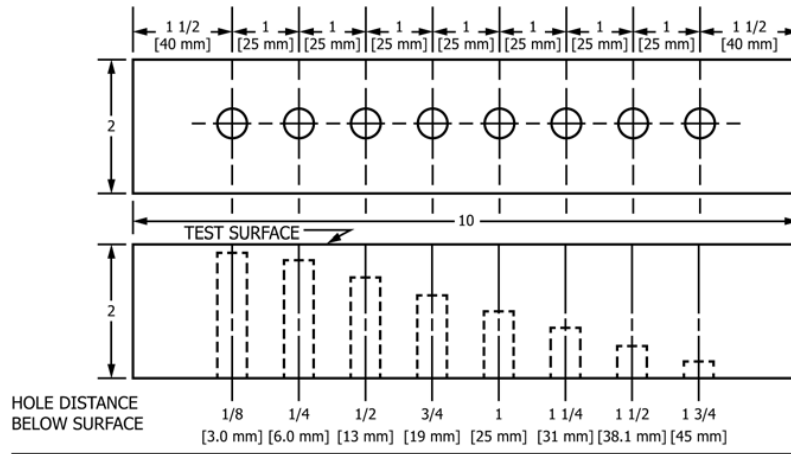 1 1/2 1 1 1 1 1 1 1 1 1/2
[40 mm] [25 mm] [25 mm] [25 mm] [25 mm] [25 mm] [25 mm] [25 mm] [40 mm]
2
10
TEST SURFACE
2
HOLE DISTANCE
BELOW SURFACE
1/8 1/4 1/2 3/4 1 1 1/4 1 1/2 1 3/4
[3.0 mm] [6.0 mm] [13 mm] [19 mm] [25 mm] [31 mm] [38.1 mm] [45 mm]